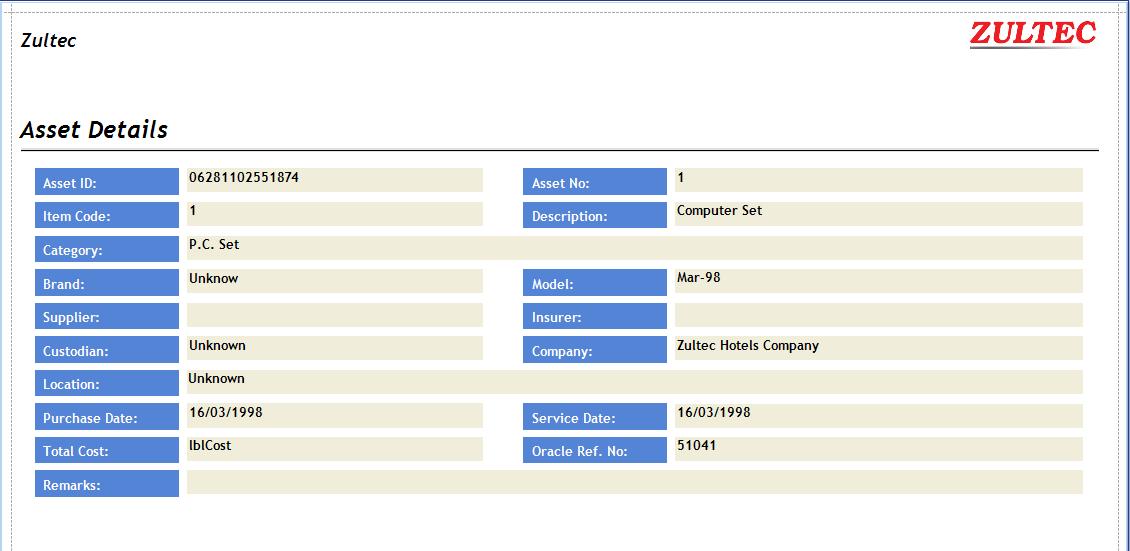 Zultec
ZULTEC
Asset Details
Asset ID: 06281102551874 Asset No: 1
Item Code: 1 Description: Computer Set
Category: P.C. Set
Brand: Unknow Model: Mar-98
Supplier: Insurer:
Custodian: Unknown Company: Zultec Hotels Company
Location: Unknown
Purchase Date: 16/03/1998 Service Date: 16/03/1998
Total Cost: lblCost Oracle Ref. No: 51041
Remarks: